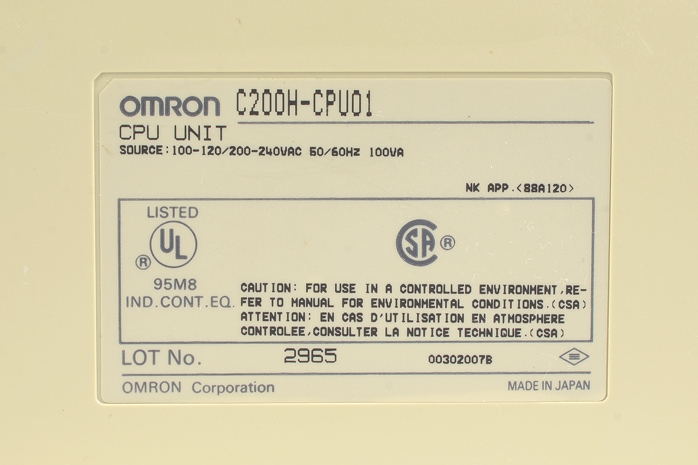 OMRON C200H-CPU01
CPU UNIT
SOURCE:100-120/200-240VAC 50/60Hz 100VA
NK APP.<88A120>
LISTED
UL ®
95M8
IND.CONT.EQ.
CSA ®
CAUTION: FOR USE IN A CONTROLLED ENVIRONMENT,RE-
FER TO MANUAL FOR ENVIRONMENTAL CONDITIONS.(CSA)
ATTENTION: EN CAS D'UTILISATION EN ATMOSPHERE
CONTROLEE,CONSULTER LA NOTICE TECHNIQUE.(CSA)
LOT No. 2965 00302007B
OMRON Corporation MADE IN JAPAN